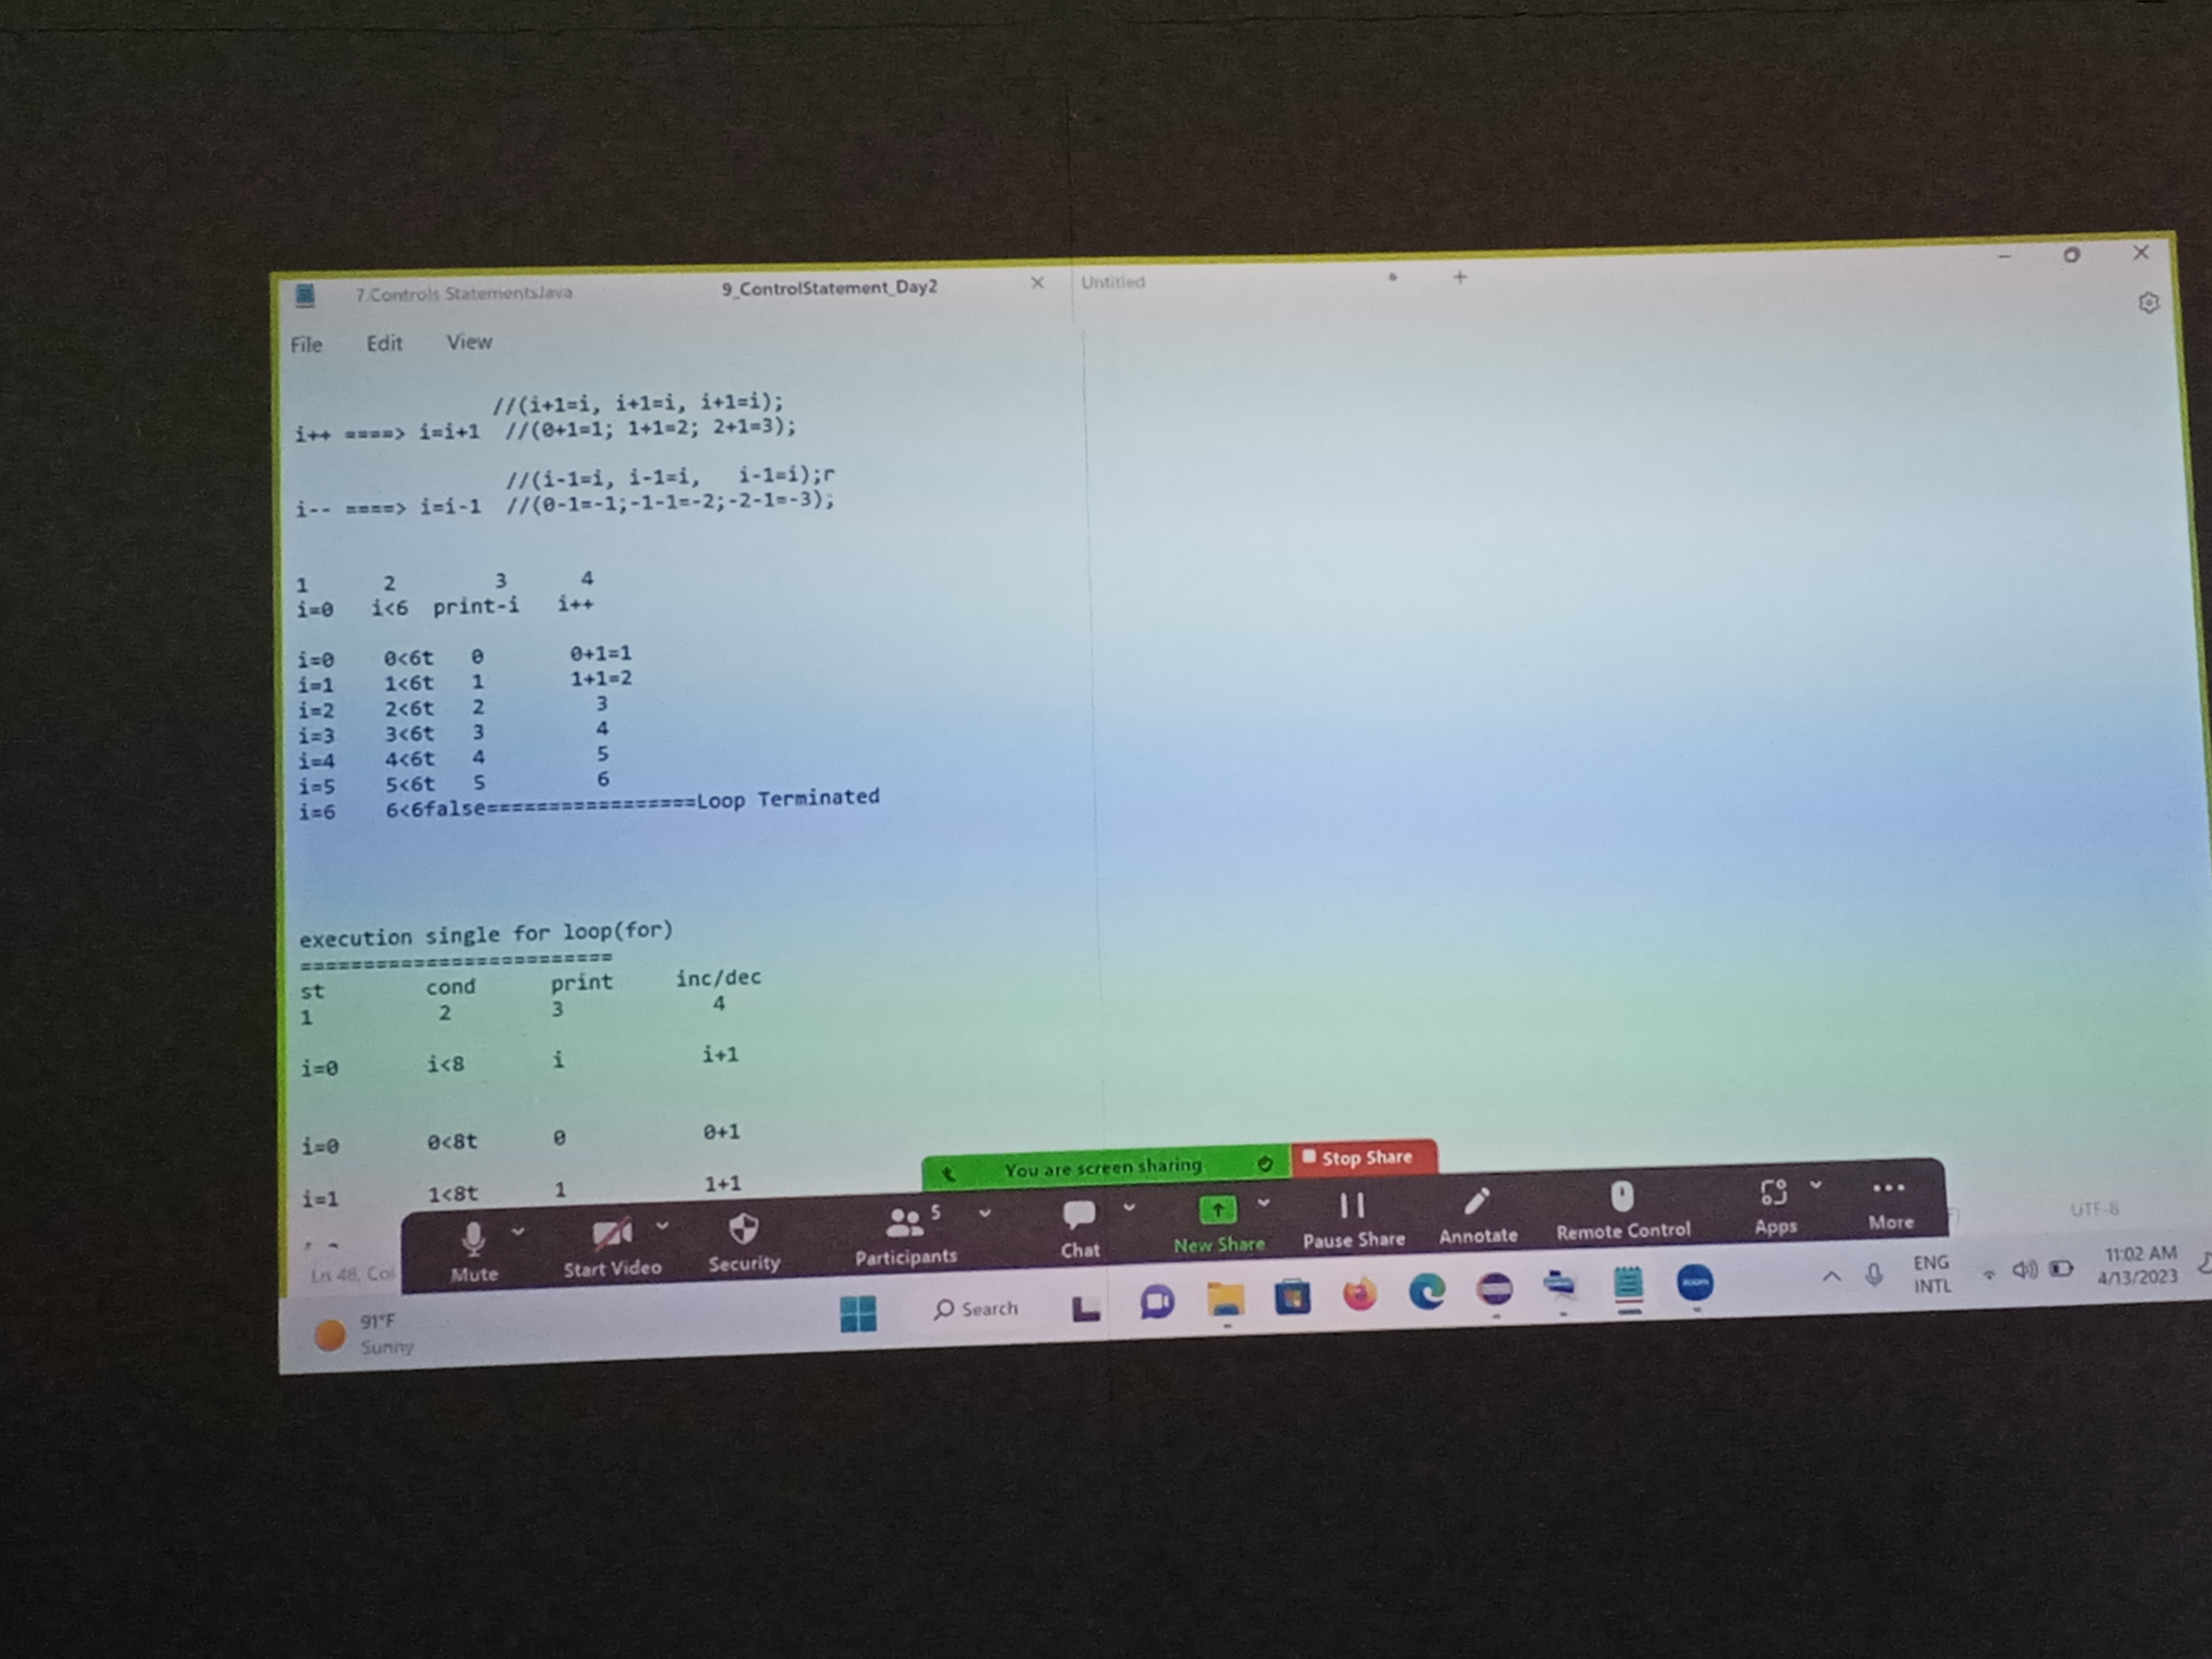 7.Controls StatementsJava 9_ControlStatement_Day2 Untitled
File Edit View
//(i+1=i, i+1=i, i+1=i);
i++ ====> i=i+1 //(0+1=1; 1+1=2; 2+1=3);
//(i-1=i, i-1=i, i-1=i);r
i-- ====> i=i-1 //(0-1=-1;-1-1=-2;-2-1=-3);
1 2 3 4
i=0 i<6 print-i i++
i=0 0<6t 0 0+1=1
i=1 1<6t 1 1+1=2
i=2 2<6t 2 3
i=3 3<6t 3 4
i=4 4<6t 4 5
i=5 5<6t 5 6
i=6 6<6false=================Loop Terminated
execution single for loop(for)
=========================
st cond print inc/dec
1 2 3 4
i=0 i<8 i i+1
i=0 0<8t 0 0+1
i=1 1<8t 1 1+1
You are screen sharing Stop Share
5
Mute Start Video Security Participants Chat New Share Pause Share Annotate Remote Control Apps More
Ln 48, Col UTF-8
91°F
Sunny
Search
zoom
ENG
INTL
11:02 AM
4/13/2023